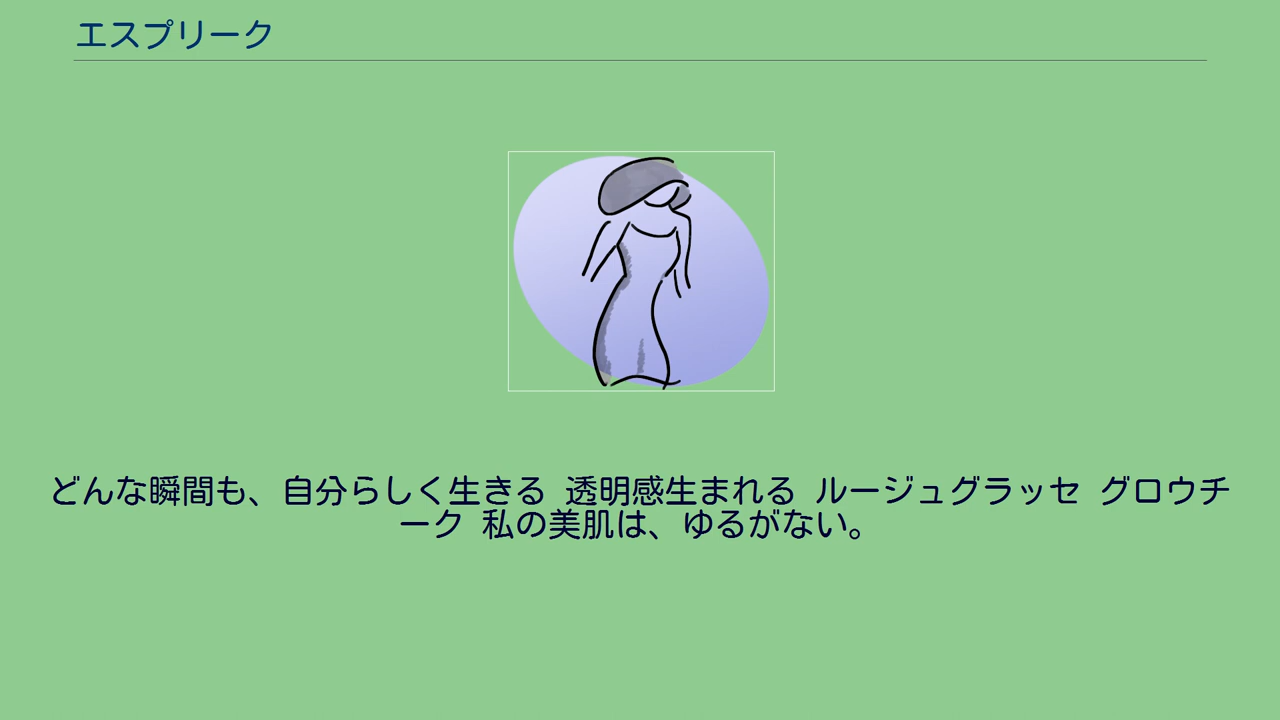 エスプリーク
どんな瞬間も、自分らしく生きる 透明感生まれる ルージュグラッセ グロウチ
ーク 私の美肌は、ゆるがない。